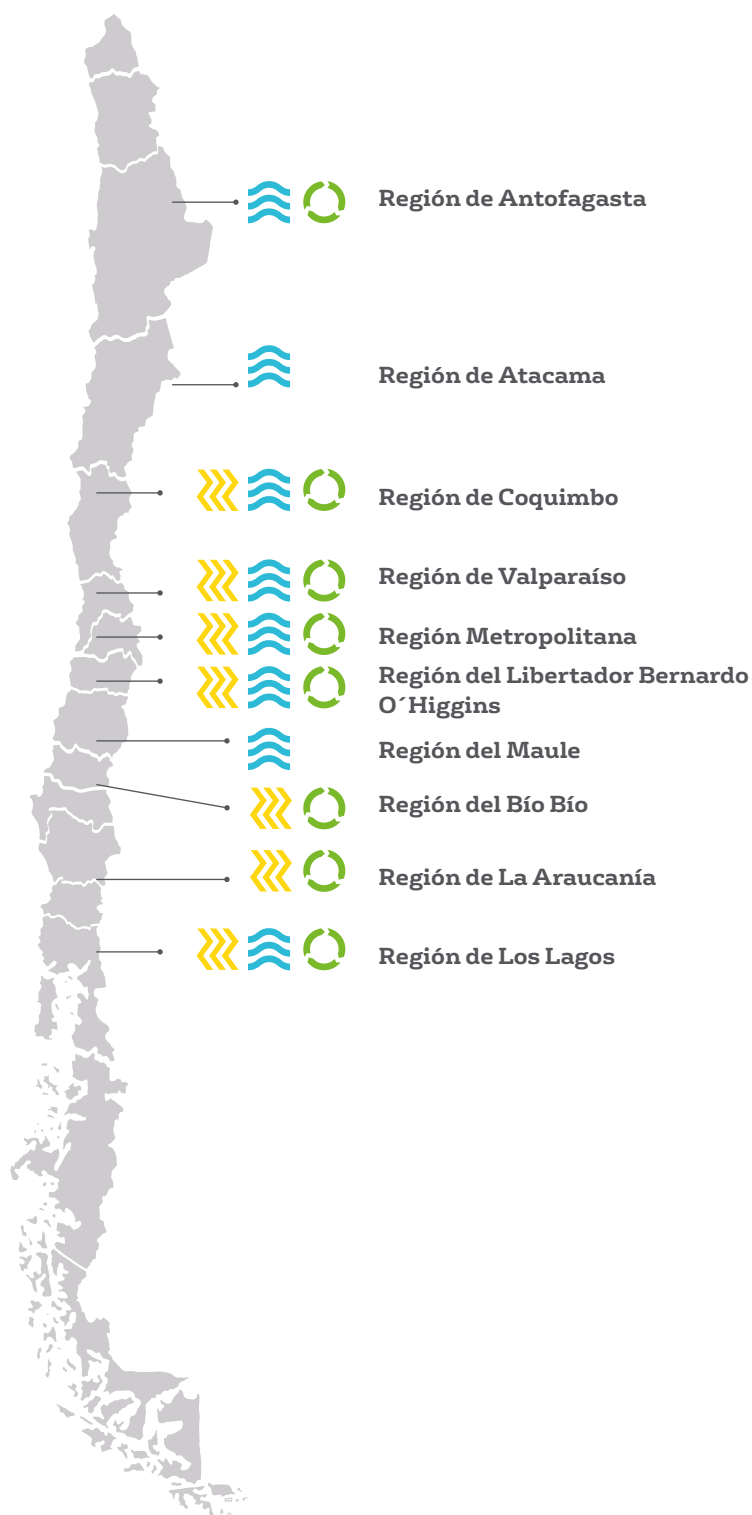 Región de Antofagasta
Región de Atacama
Región de Coquimbo
Región de Valparaíso
Región Metropolitana
Región del Libertador Bernardo
O´Higgins
Región del Maule
Región del Bío Bío
Región de La Araucanía
Región de Los Lagos